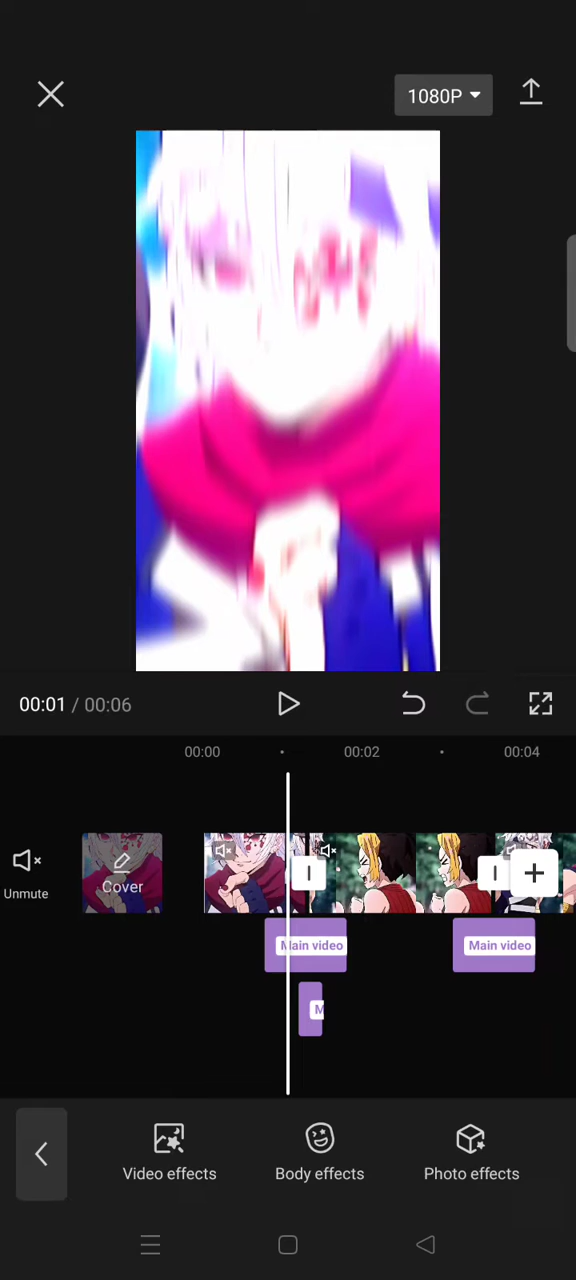 1080P
00:01 / 00:06
00:00
00:02
00:04
Unmute
Cover
Main video
Main video
M
Video effects
Body effects
Photo effects